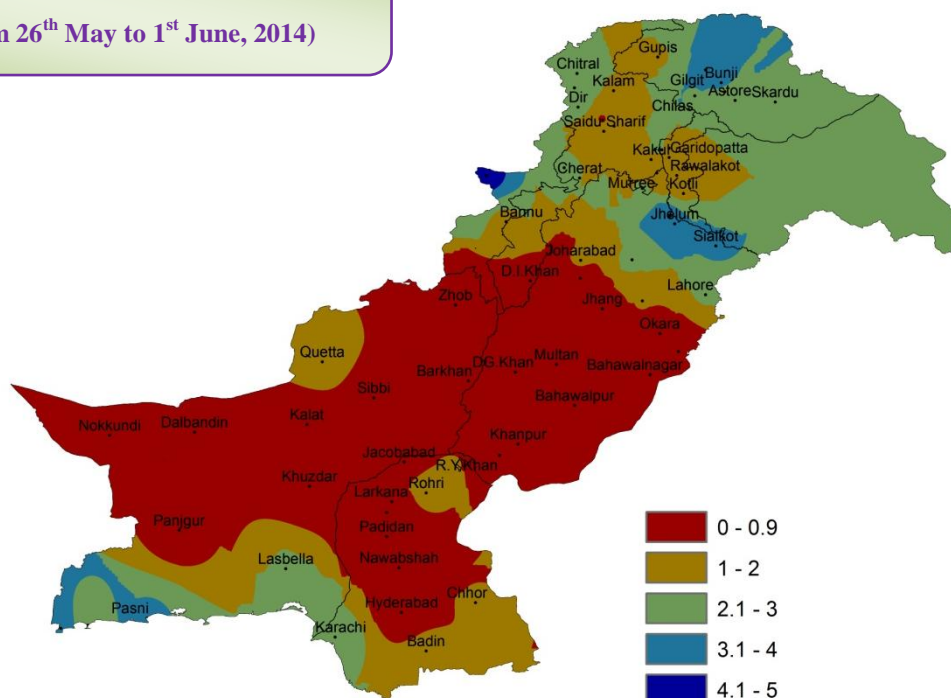 26th May to 1st June, 2014)
Gupis
Chitral
Kalam
Gilgit
Bunji
Astore
Skardu
Dir
Chilas
Saidu Sharif
Kakul
Garidopatta
Rawalakot
Cherat
Murree
Kotli
Bannu
Jhelum
Sialkot
Joharabad
D.I.Khan
Zhob
Jhang
Lahore
Okara
Quetta
Barkhan
DG.Khan
Multan
Bahawalnagar
Sibbi
Bahawalpur
Nokkundi
Dalbandin
Kalat
Khanpur
Jacobabad
R.Y.Khan
Khuzdar
Larkana
Rohri
Panjgur
Padidan
Nawabshah
Lasbella
Chhor
Pasni
Hyderabad
Karachi
Badin
0 - 0.9
1 - 2
2.1 - 3
3.1 - 4
4.1 - 5